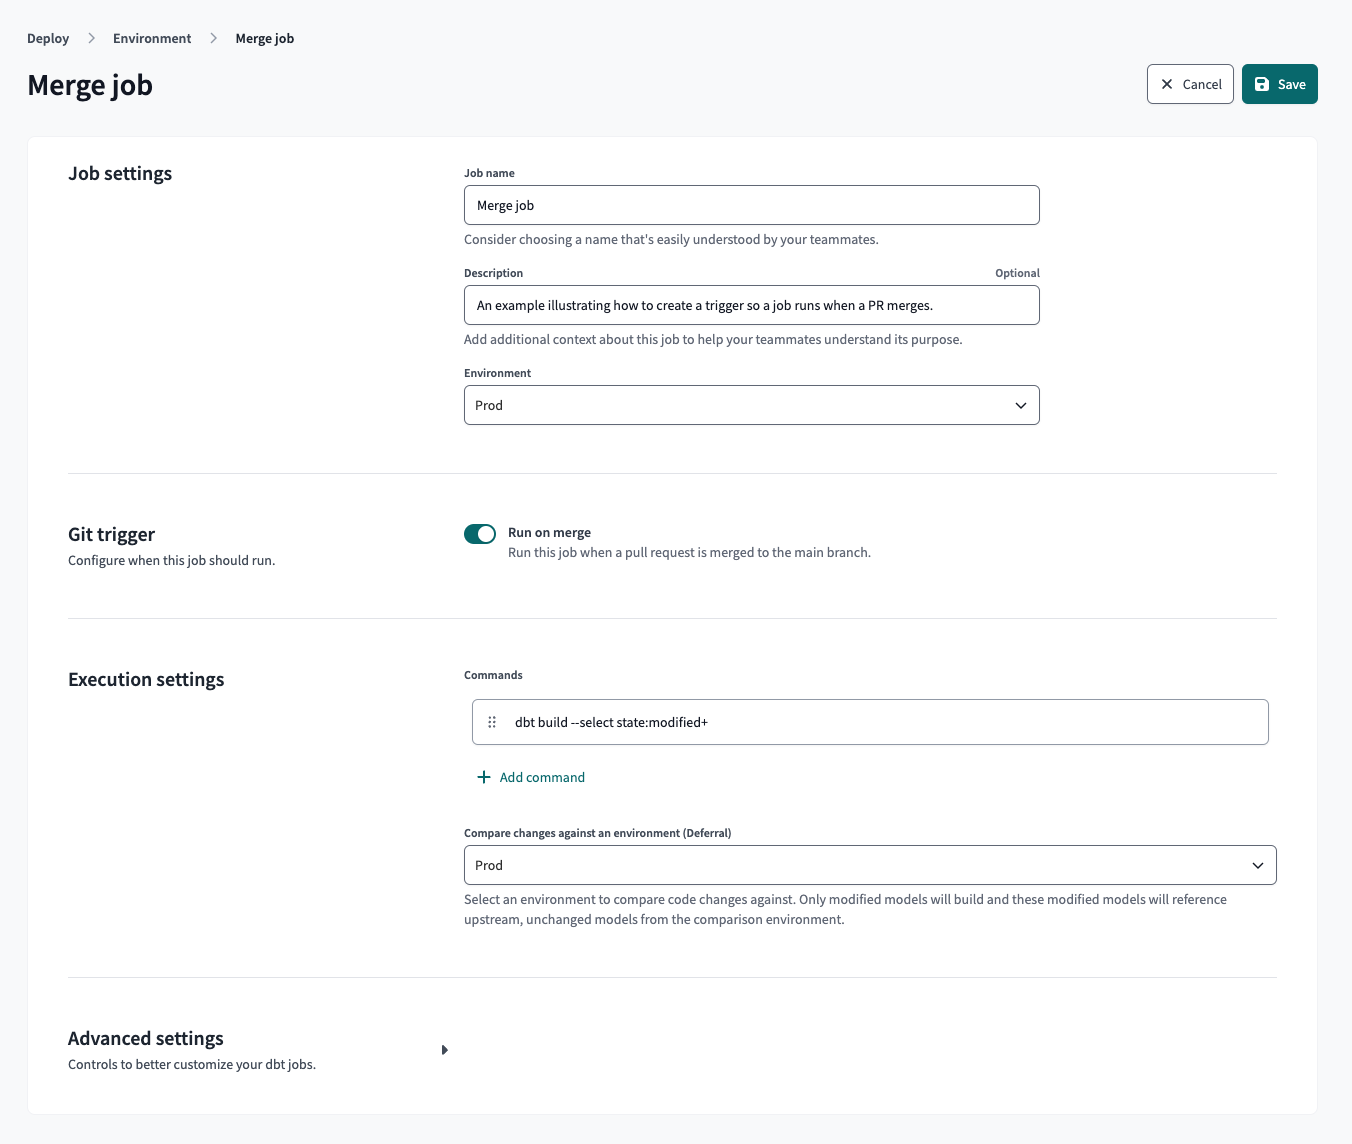 Deploy Environment Merge job
Merge job
Cancel
Save
Job settings
Job name
Merge job
Consider choosing a name that's easily understood by your teammates.
Description Optional
An example illustrating how to create a trigger so a job runs when a PR merges.
Add additional context about this job to help your teammates understand its purpose.
Environment
Prod
Git trigger
Configure when this job should run.
Run on merge
Run this job when a pull request is merged to the main branch.
Execution settings
Commands
dbt build --select state:modified+
Add command
Compare changes against an environment (Deferral)
Prod
Select an environment to compare code changes against. Only modified models will build and these modified models will reference
upstream, unchanged models from the comparison environment.
Advanced settings
Controls to better customize your dbt jobs.